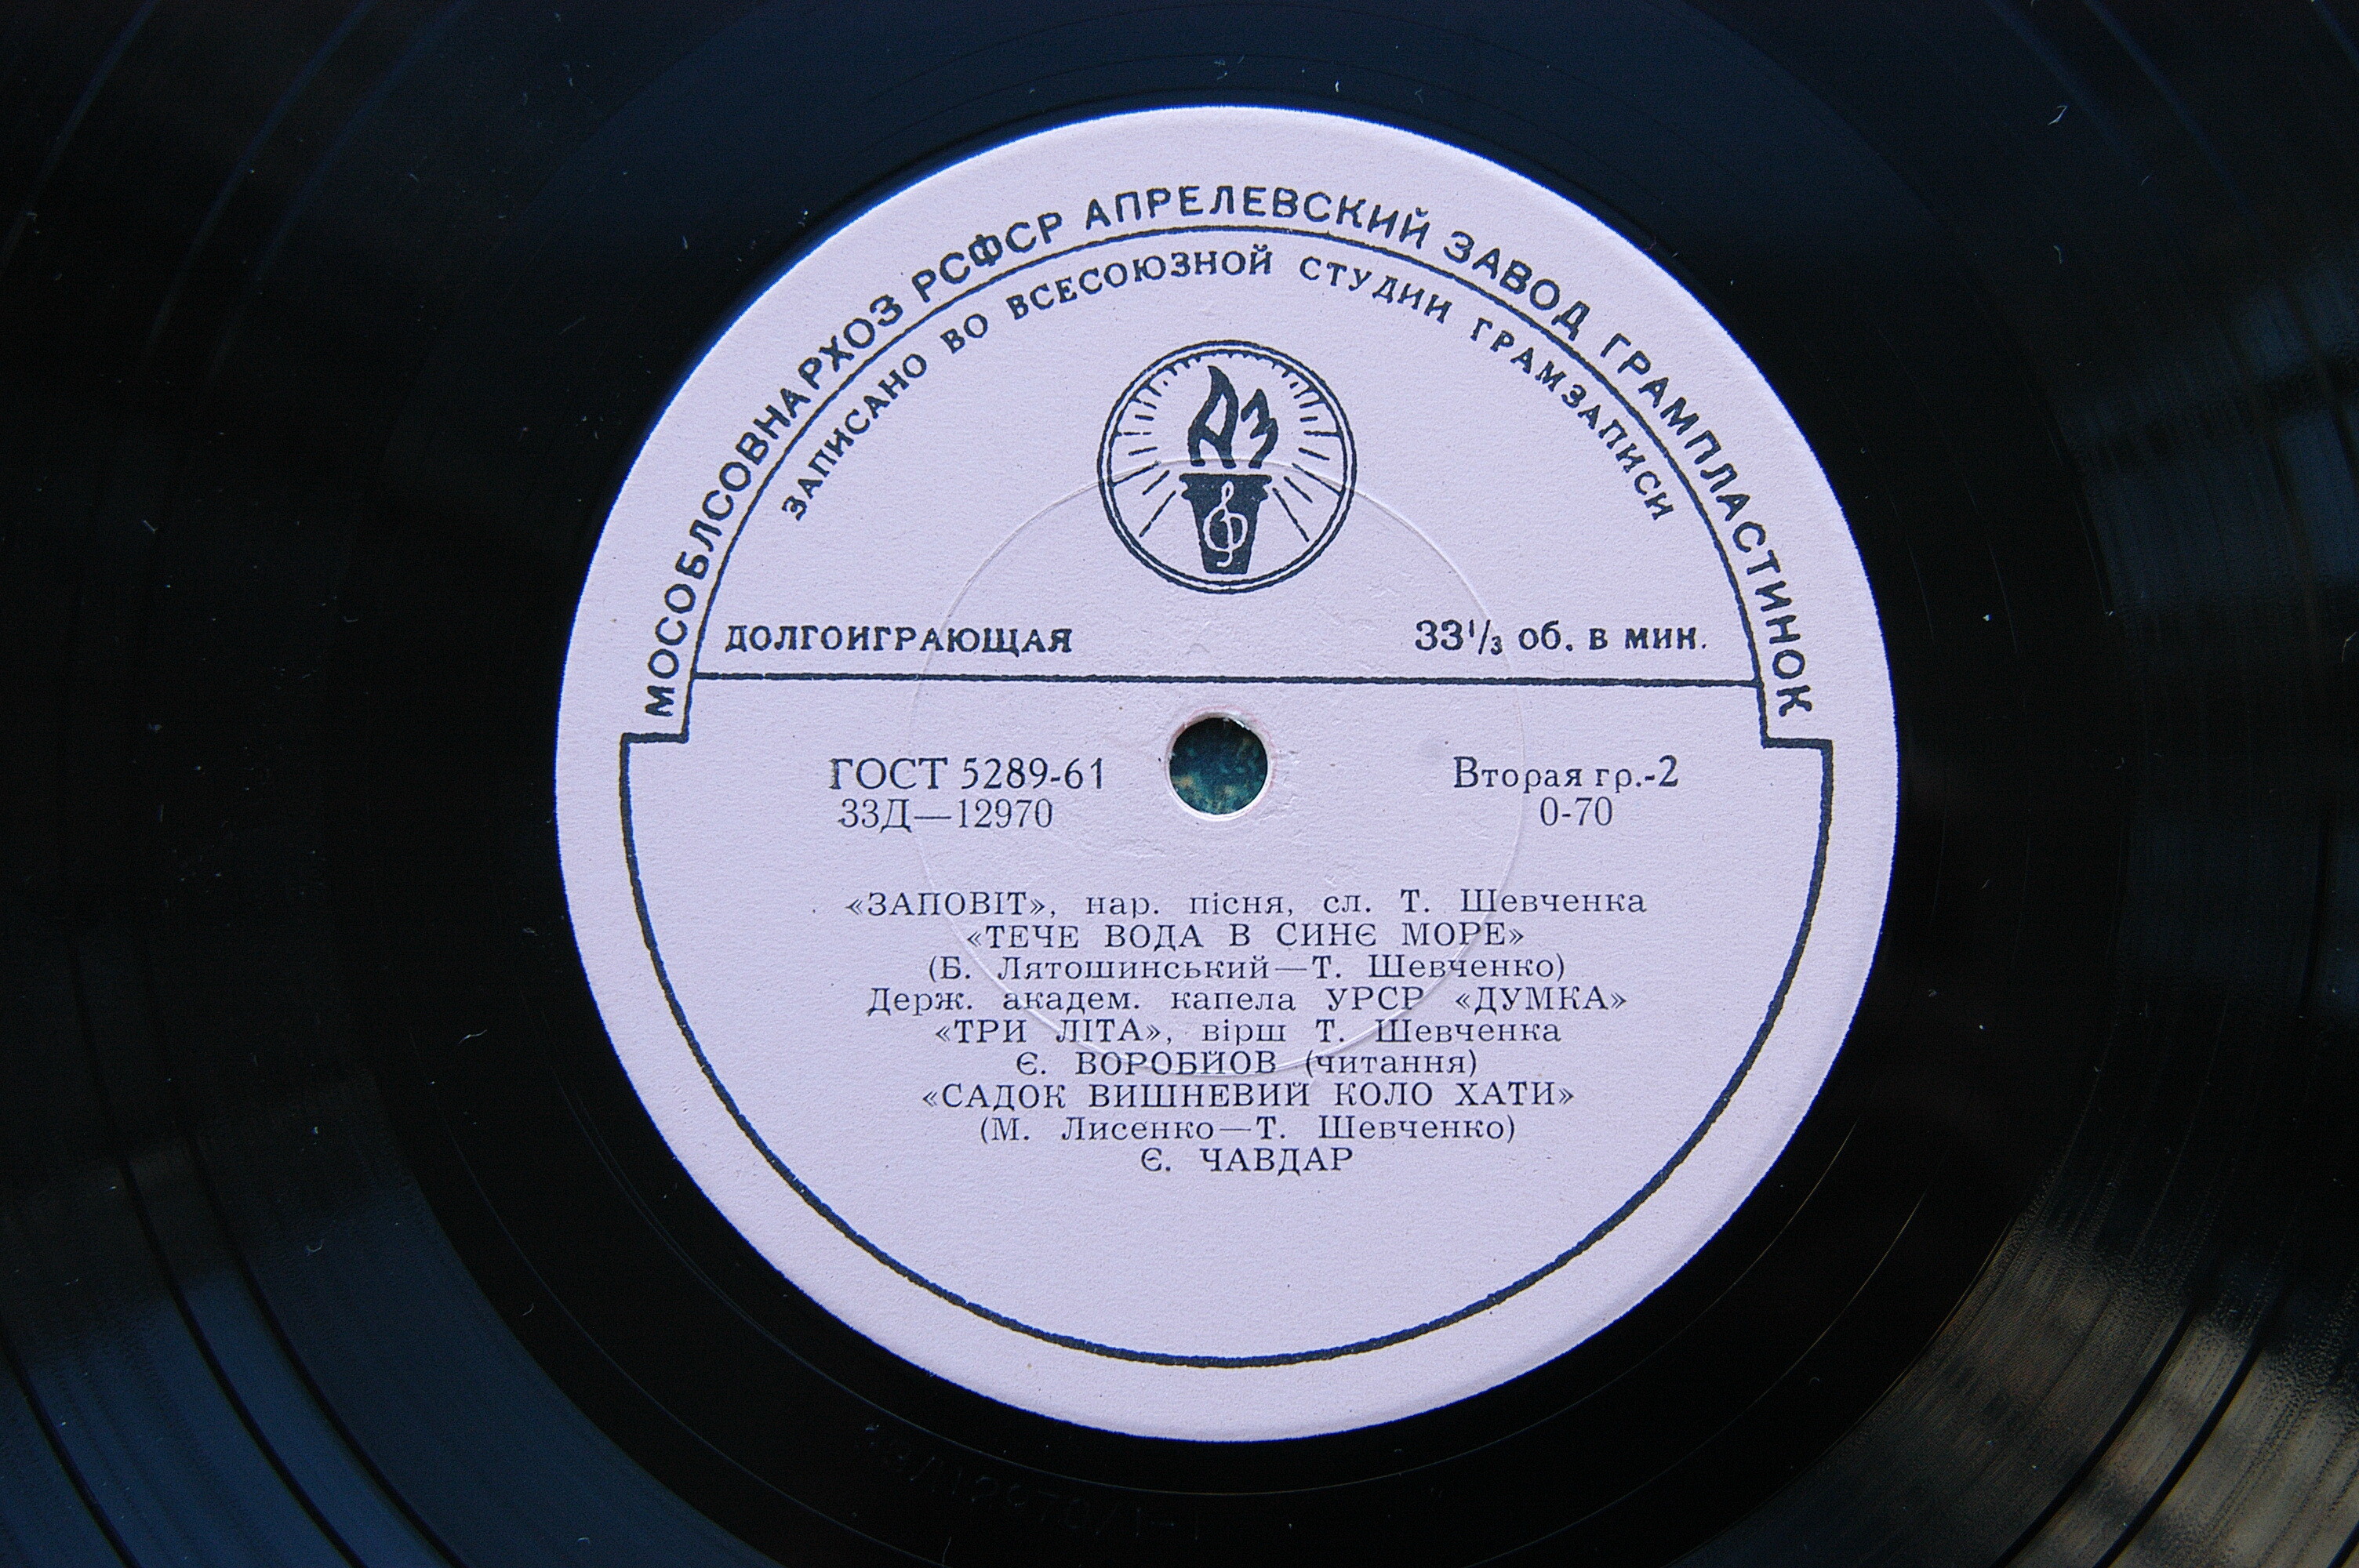 МОСОБЛСОВНАРХОЗ РСФСР АПРЕЛЕВСКИЙ ЗАВОД ГРАМПЛАСТИНОК
ЗАПИСАНО ВО ВСЕСОЮЗНОЙ СТУДИИ ГРАМЗАПИСИ
АЗ
ДОЛГОИГРАЮЩАЯ 33⅓ об. в мин.
ГОСТ 5289-61 Вторая гр.-2
33Д—12970 0-70
«ЗАПОВІТ», нар. пісня, сл. Т. Шевченка
«ТЕЧЕ ВОДА В СИНЄ МОРЕ»
(Б. Лятошинський—Т. Шевченко)
Держ. академ. капела УРСР «ДУМКА»
«ТРИ ЛІТА», вірш Т. Шевченка
Є. ВОРОБЙОВ (читання)
«САДОК ВИШНЕВИЙ КОЛО ХАТИ»
(М. Лисенко—Т. Шевченко)
Є. ЧАВДАР